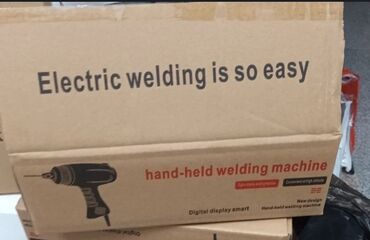 Electric welding is so easy
hand-held welding machine
New design
Digital display smart
Hand-held welding machine